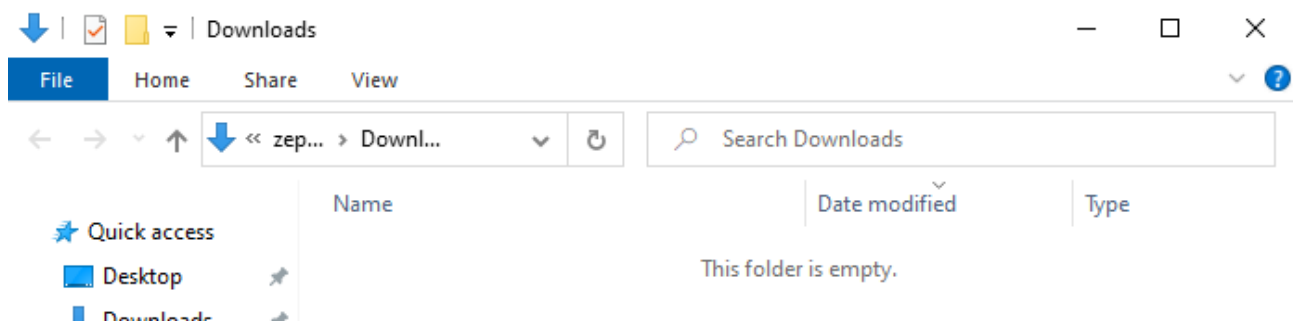 Downloads
File Home Share View
« zep... › Downl... Search Downloads
Name Date modified Type
Quick access
Desktop
This folder is empty.
Downloads